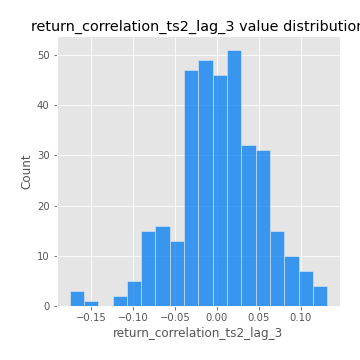 return_correlation_ts2_lag_3 value distribution
50
40
30
20
10
0
Count
−0.15 −0.10 −0.05 0.00 0.05 0.10
return_correlation_ts2_lag_3